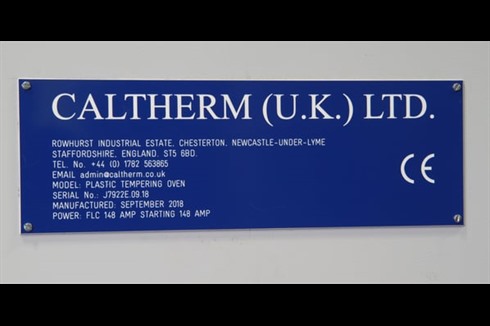 CALTHERM (U.K.) LTD.
ROWHURST INDUSTRIAL ESTATE, CHESTERTON, NEWCASTLE-UNDER-LYME
STAFFORDSHIRE, ENGLAND. ST5 6BD.
TEL. No. +44 (0) 1782 563865
EMAIL admin@caltherm.co.uk
MODEL: PLASTIC TEMPERING OVEN
SERIAL No.: J7922E.09.18
MANUFACTURED: SEPTEMBER 2018
POWER: FLC 148 AMP STARTING 148 AMP
CE